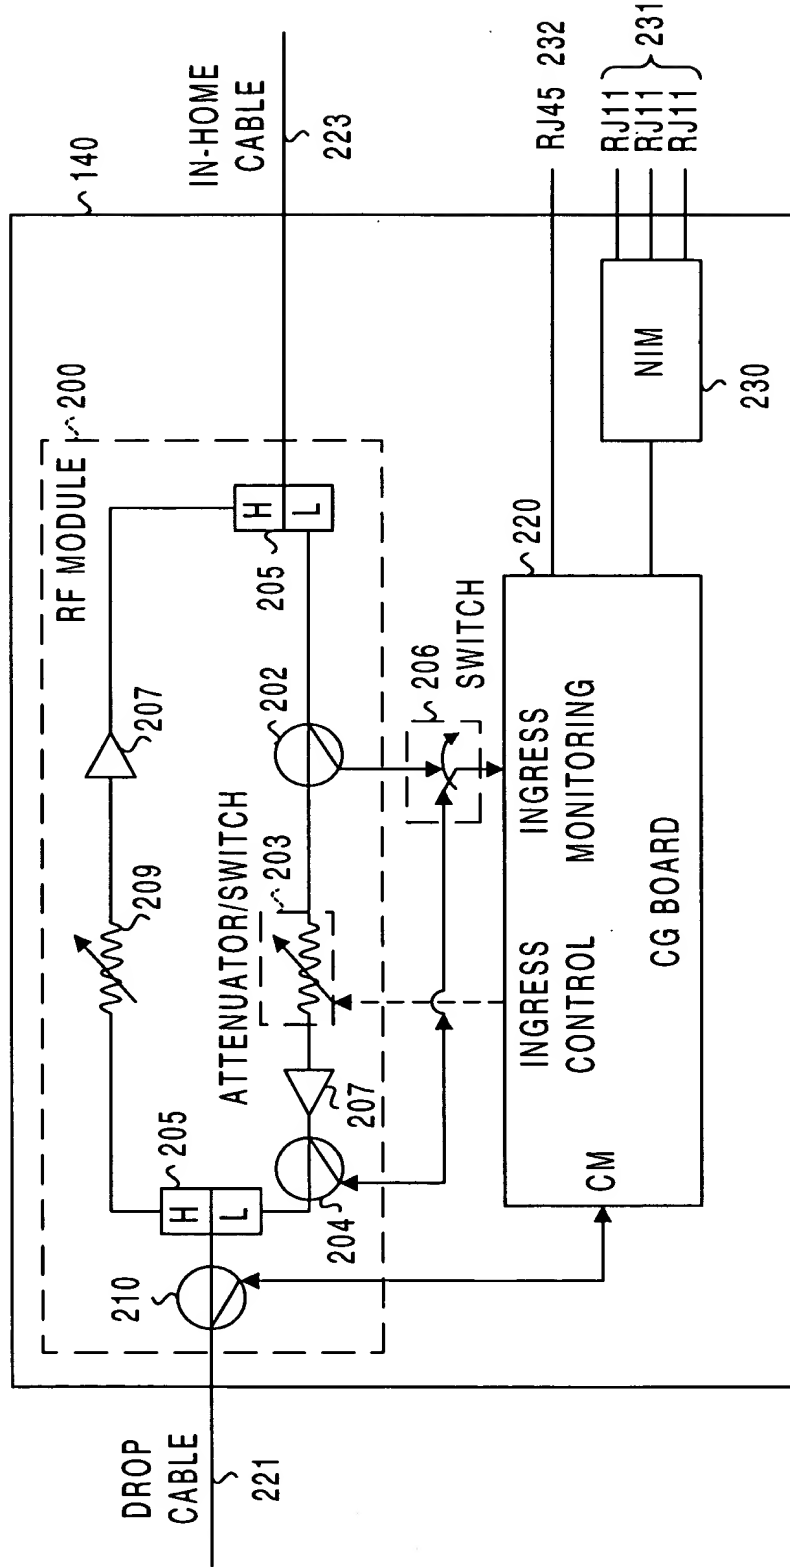 140
DROP
CABLE
221
IN-HOME
CABLE
223
RF MODULE 200
210
205
H
L
209
207
204
207
ATTENUATOR/SWITCH
203
202
205
H
L
206
SWITCH
220
CM
INGRESS
CONTROL
INGRESS
MONITORING
CG BOARD
NIM
230
RJ45 232
RJ11
RJ11
RJ11
231